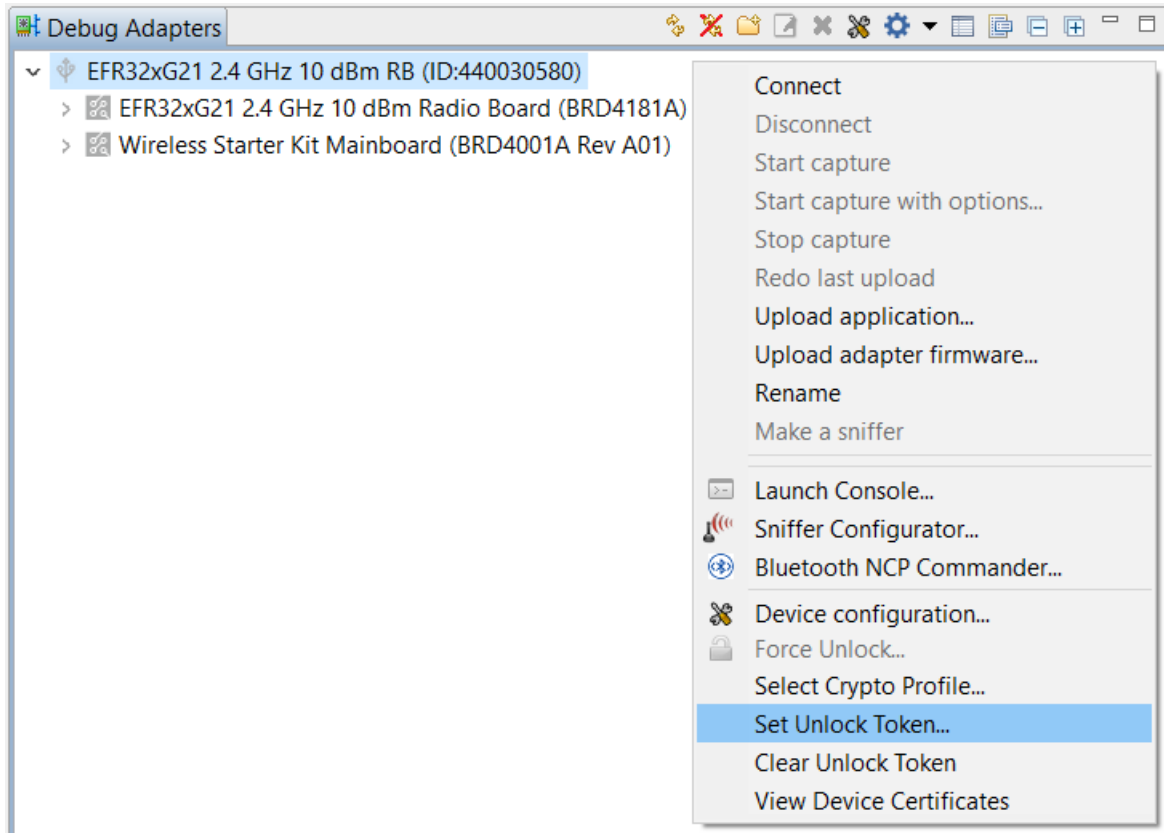 Debug Adapters
EFR32xG21 2.4 GHz 10 dBm RB (ID:440030580)
EFR32xG21 2.4 GHz 10 dBm Radio Board (BRD4181A)
Wireless Starter Kit Mainboard (BRD4001A Rev A01)
Connect
Disconnect
Start capture
Start capture with options...
Stop capture
Redo last upload
Upload application...
Upload adapter firmware...
Rename
Make a sniffer
Launch Console...
Sniffer Configurator...
Bluetooth NCP Commander...
Device configuration...
Force Unlock...
Select Crypto Profile...
Set Unlock Token...
Clear Unlock Token
View Device Certificates